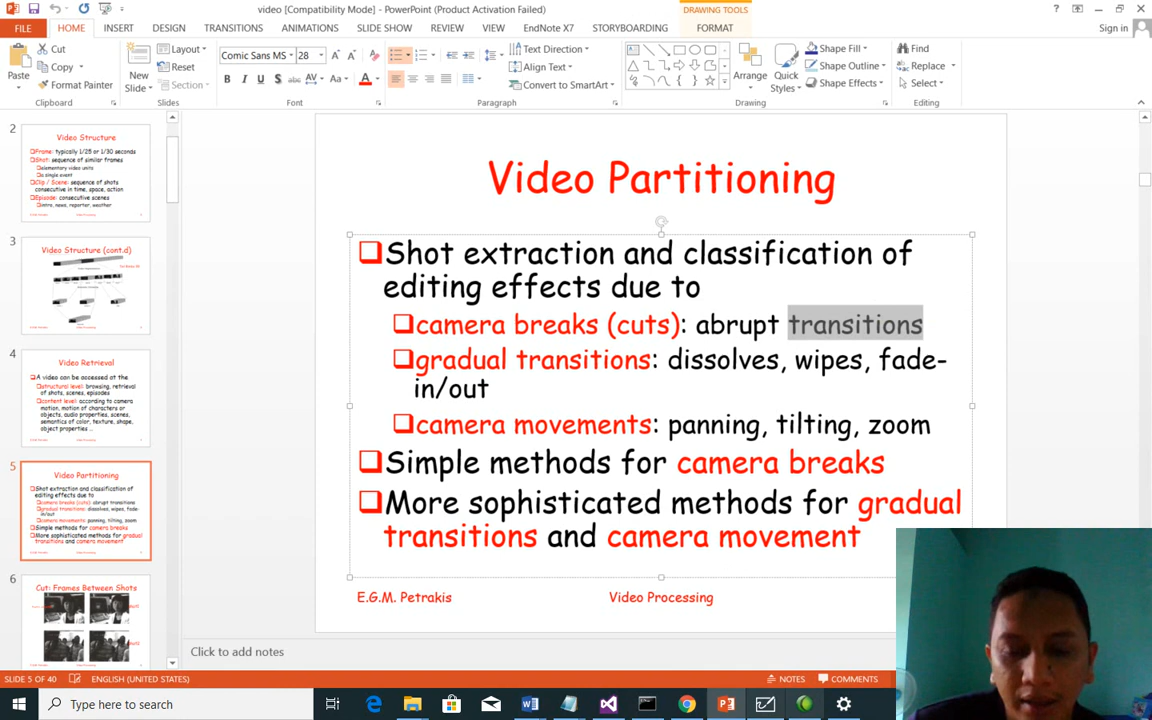 video [Compatibility Mode] - PowerPoint (Product Activation Failed)
DRAWING TOOLS
FILE HOME INSERT DESIGN TRANSITIONS ANIMATIONS SLIDE SHOW REVIEW VIEW EndNote X7 STORYBOARDING FORMAT
Sign in
Paste
Cut
Copy
Format Painter
Clipboard
New Slide
Layout
Reset
Section
Slides
Comic Sans MS 28
B I U S abc AV Aa A
Font
Text Direction
Align Text
Convert to SmartArt
Paragraph
Arrange
Quick Styles
Shape Fill
Shape Outline
Shape Effects
Drawing
Find
Replace
Select
Editing
2
Video Structure
Frame: typically 1/25 or 1/30 seconds
Shot: sequence of similar frames
elementary video units
a single event
Clip / Scene: sequence of shots
consecutive in time, space, action
Episode: consecutive scenes
intro, news, reporter, weather
3
Video Structure (cont.d)
4
Video Retrieval
A video can be accessed at the
structural level: browsing, retrieval
of shots, scenes, episodes
content level: according to camera
motion, motion of characters or
objects, audio properties, scenes,
semantics of color, texture, shape,
object properties ..
5
Video Partitioning
Shot extraction and classification of
editing effects due to
camera breaks (cuts): abrupt transitions
gradual transitions: dissolves, wipes, fade-
in/out
camera movements: panning, tilting, zoom
Simple methods for camera breaks
More sophisticated methods for gradual
transitions and camera movement
6
Cut: Frames Between Shots
Video Partitioning
Shot extraction and classification of
editing effects due to
camera breaks (cuts): abrupt transitions
gradual transitions: dissolves, wipes, fade-
in/out
camera movements: panning, tilting, zoom
Simple methods for camera breaks
More sophisticated methods for gradual
transitions and camera movement
E.G.M. Petrakis
Video Processing
Click to add notes
SLIDE 5 OF 40
ENGLISH (UNITED STATES)
NOTES
COMMENTS
Type here to search